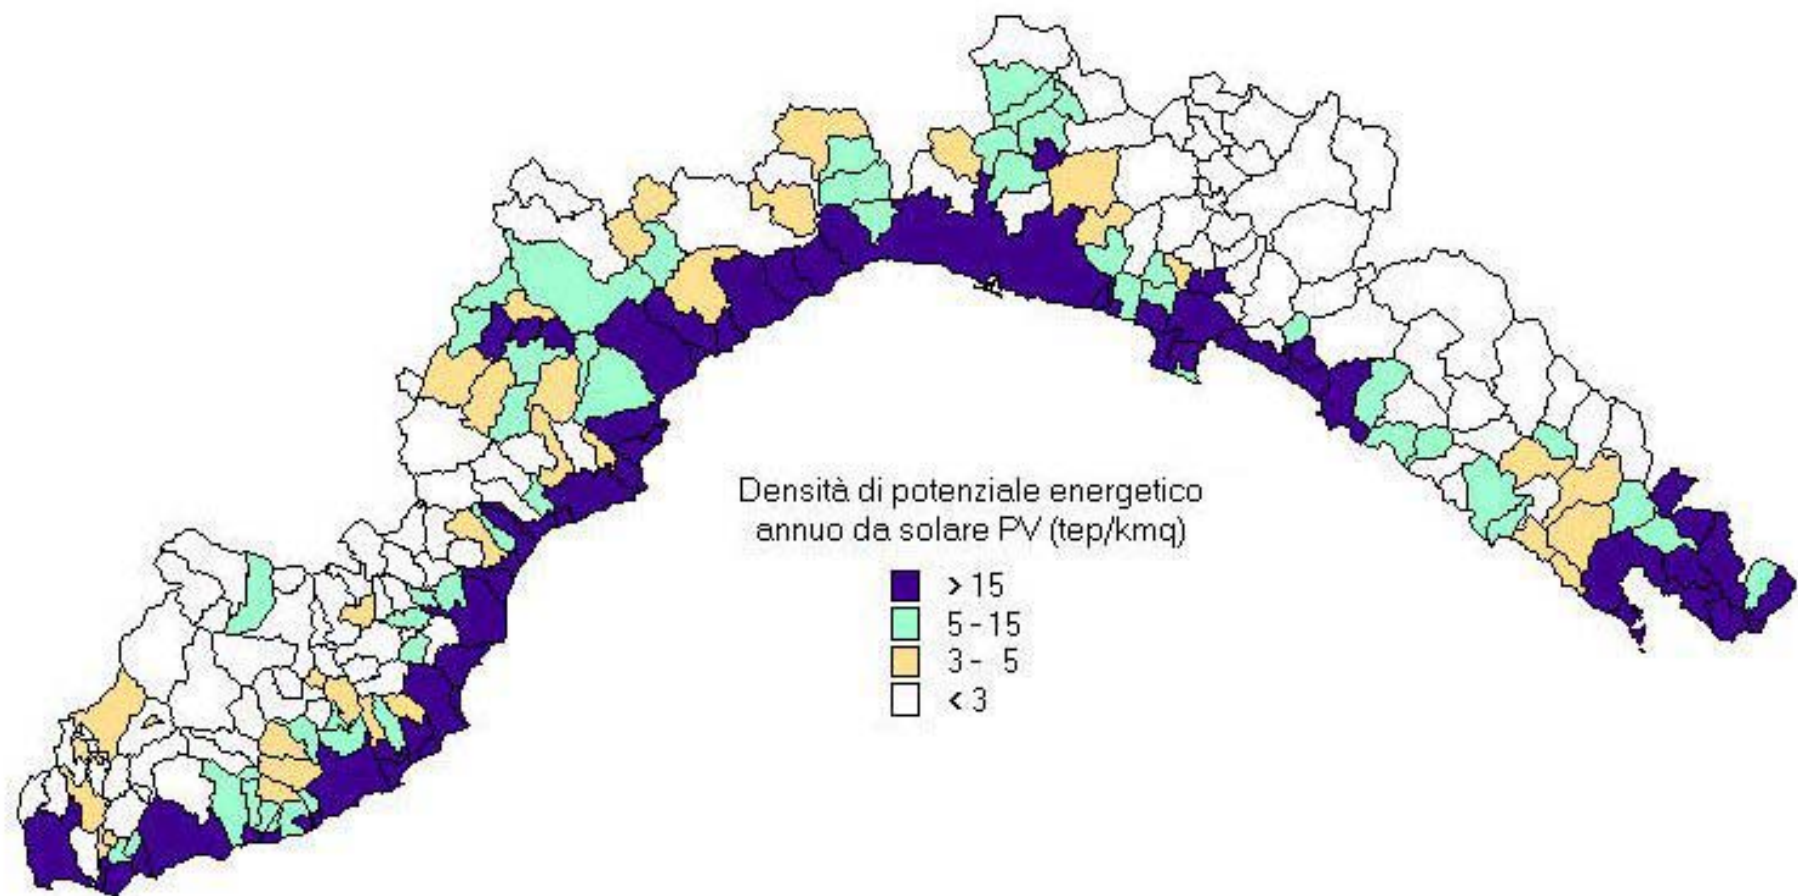 Densità di potenziale energetico
annuo da solare PV (tep/kmq)
> 15
5 - 15
3 - 5
< 3